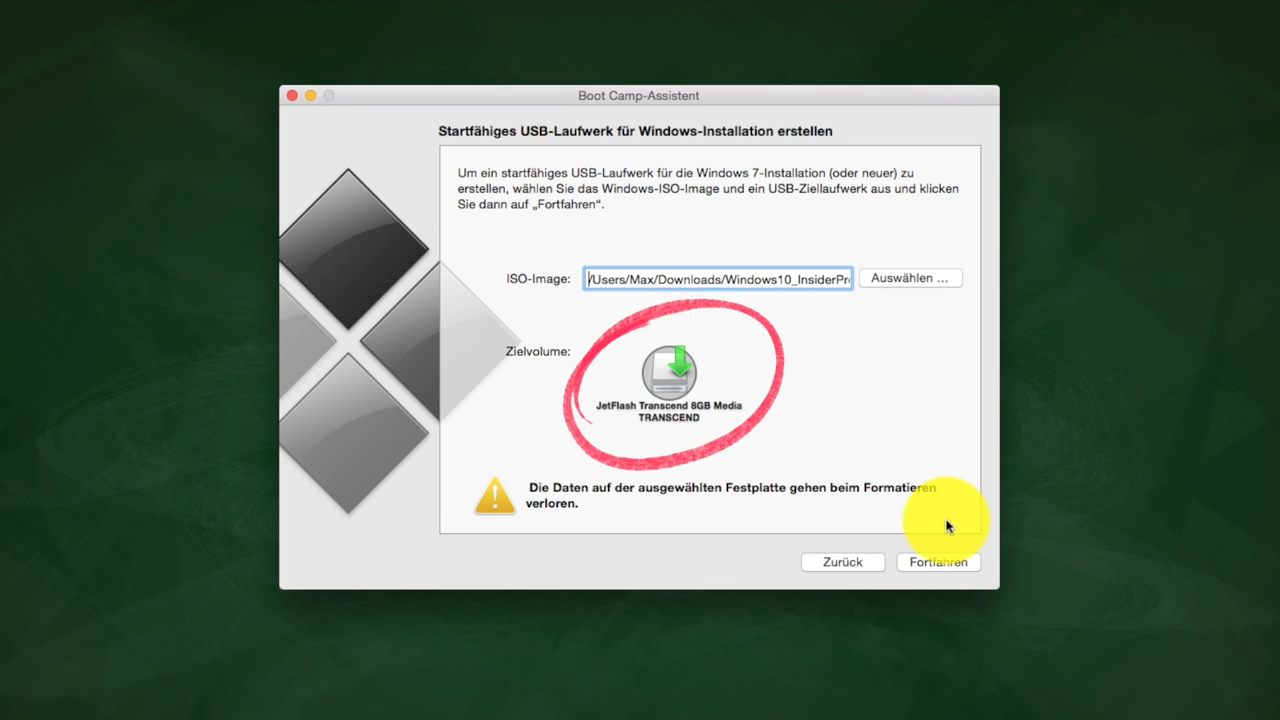 Boot Camp-Assistent
Startfähiges USB-Laufwerk für Windows-Installation erstellen
Um ein startfähiges USB-Laufwerk für die Windows 7-Installation (oder neuer) zu
erstellen, wählen Sie das Windows-ISO-Image und ein USB-Ziellaufwerk aus und klicken
Sie dann auf „Fortfahren“.
ISO-Image: /Users/Max/Downloads/Windows10_InsiderPr Auswählen ...
Zielvolume:
JetFlash Transcend 8GB Media
TRANSCEND
Die Daten auf der ausgewählten Festplatte gehen beim Formatieren
verloren.
Zurück Fortfahren